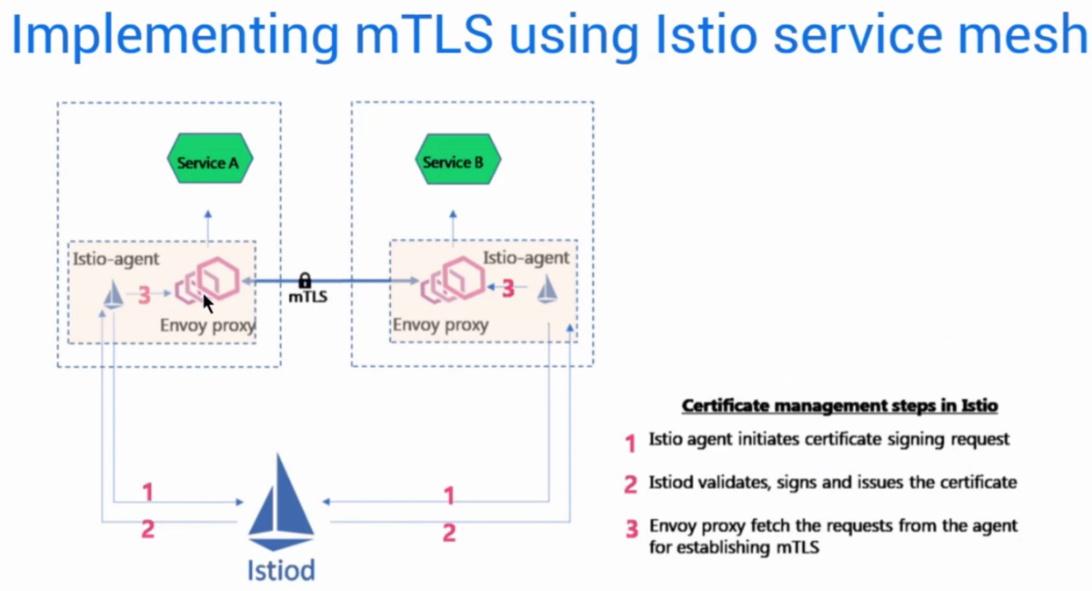 Implementing mTLS using Istio service mesh
Service A
Service B
Istio-agent
3
Envoy proxy
mTLS
Istio-agent
3
Envoy proxy
Certificate management steps in Istio
1 Istio agent initiates certificate signing request
2 Istiod validates, signs and issues the certificate
3 Envoy proxy fetch the requests from the agent
for establishing mTLS
1
2
1
2
Istiod